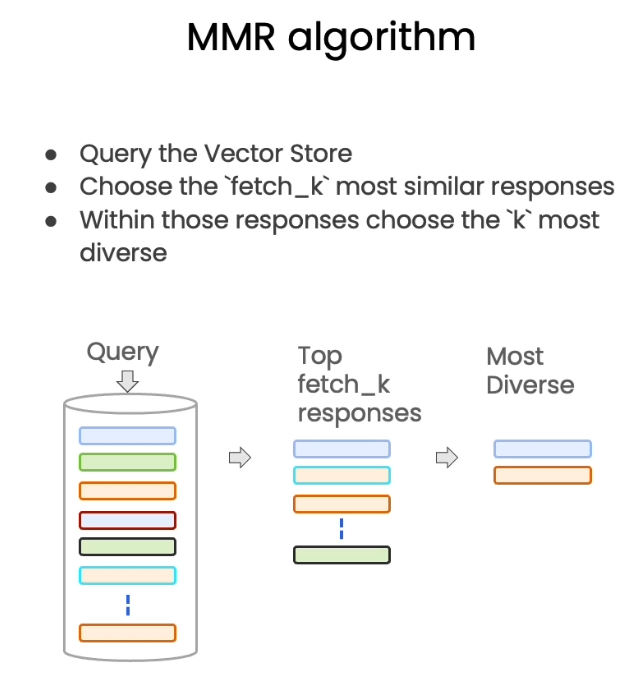 MMR algorithm
● Query the Vector Store
● Choose the `fetch_k` most similar responses
● Within those responses choose the `k` most
diverse
Query
Top
fetch_k
responses
Most
Diverse